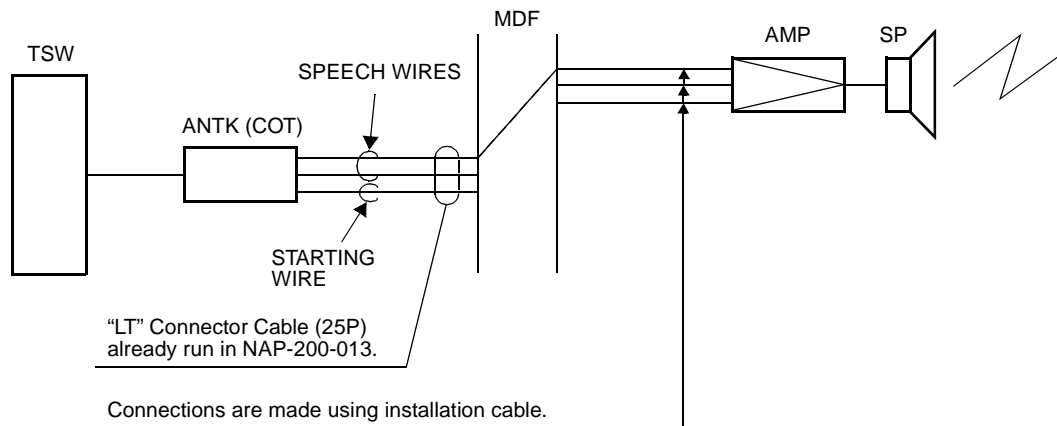 MDF
AMP
SP
TSW
SPEECH WIRES
ANTK (COT)
STARTING
WIRE
“LT” Connector Cable (25P)
already run in NAP-200-013.
Connections are made using installation cable.